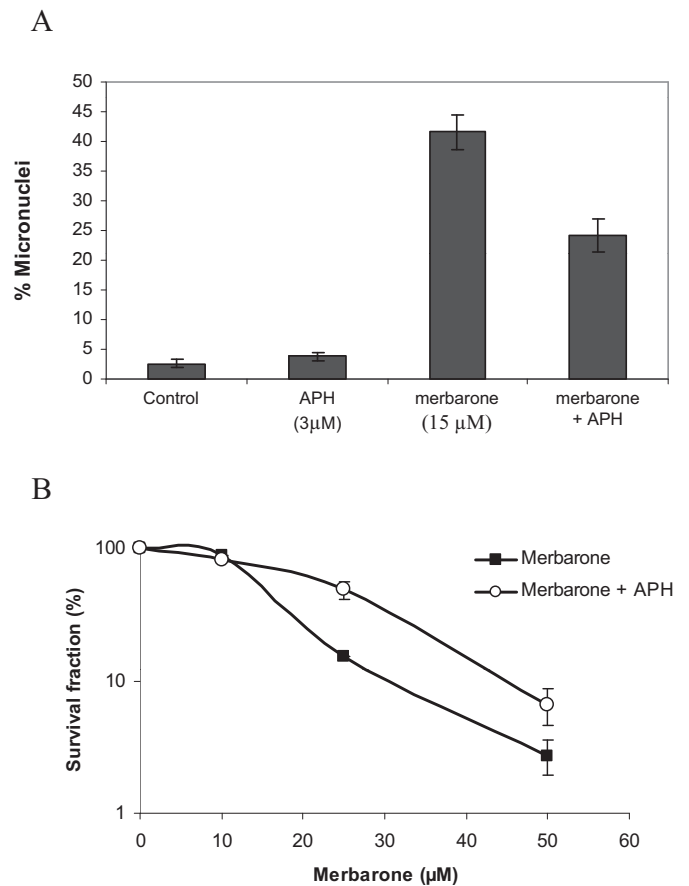 A
% Micronuclei
50
45
40
35
30
25
20
15
10
5
0
Control
APH
(3µM)
merbarone
(15 µM)
merbarone
+ APH
B
Survival fraction (%)
100
10
1
Merbarone
Merbarone + APH
0
10
20
30
40
50
60
Merbarone (µM)